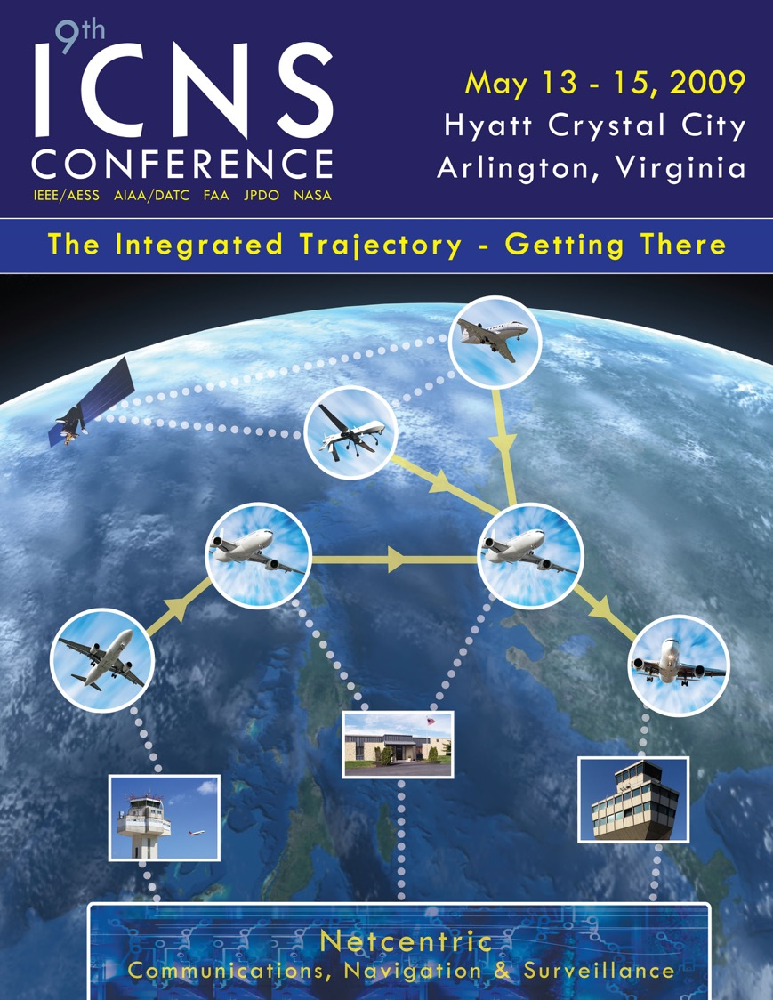 9th
ICNS
CONFERENCE
IEEE/AESS AIAA/DATC FAA JPDO NASA
May 13 - 15, 2009
Hyatt Crystal City
Arlington, Virginia
The Integrated Trajectory - Getting There
Netcentric
Communications, Navigation & Surveillance